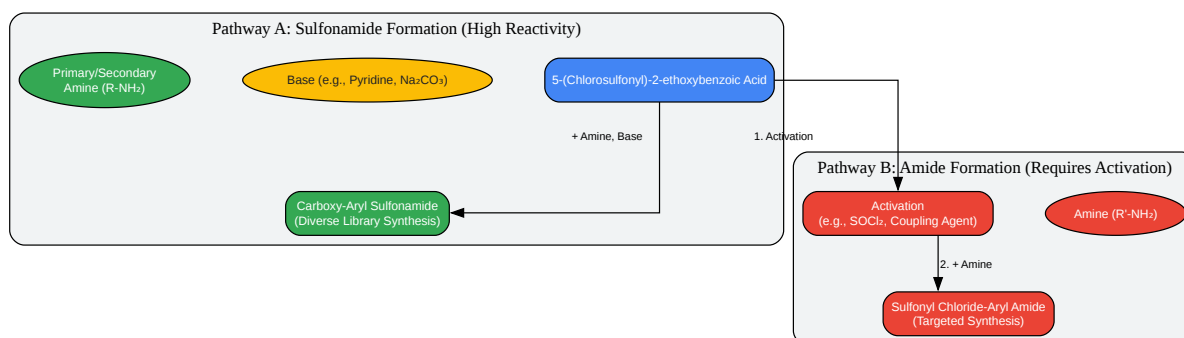 Pathway A: Sulfonamide Formation (High Reactivity)
Primary/Secondary
Amine (R-NH₂)
Base (e.g., Pyridine, Na₂CO₃)
5-(Chlorosulfonyl)-2-ethoxybenzoic Acid
+ Amine, Base
1. Activation
Carboxy-Aryl Sulfonamide
(Diverse Library Synthesis)
Pathway B: Amide Formation (Requires Activation)
Activation
(e.g., SOCl₂, Coupling Agent)
Amine (R'-NH₂)
2. + Amine
Sulfonyl Chloride-Aryl Amide
(Targeted Synthesis)